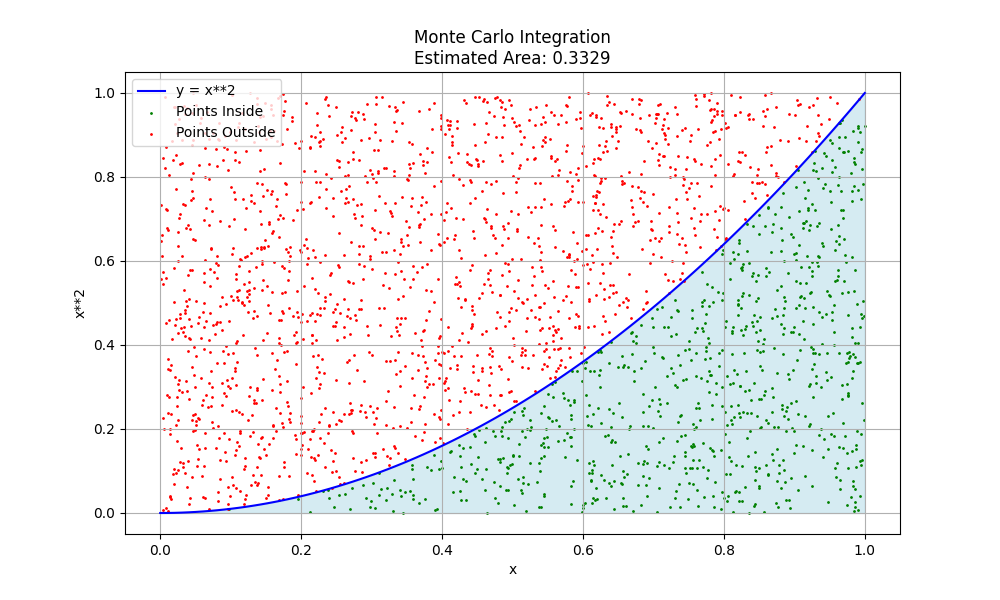 Monte Carlo Integration
Estimated Area: 0.3329
y = x**2
Points Inside
Points Outside
1.0
0.8
0.6
0.4
0.2
0.0
x**2
0.0 0.2 0.4 0.6 0.8 1.0
x